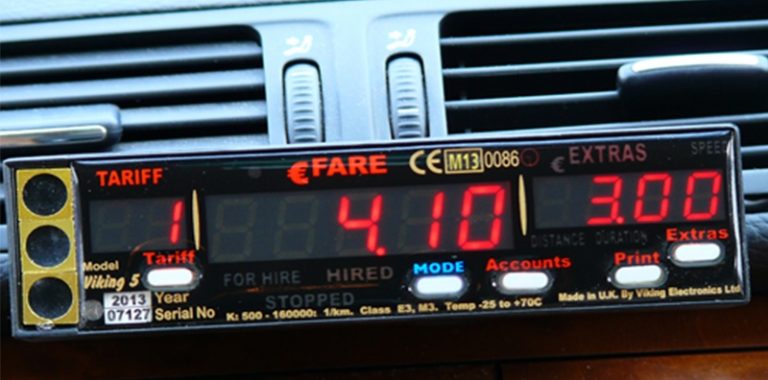 TARIFF €FARE CE M13 0086 € EXTRAS SPEED
1 4.10 3.00
DISTANCE DURATION Extras
Tariff FOR HIRE HIRED MODE Accounts Print
Model
Viking 5
STOPPED
2013 Year
07127 Serial No K: 500 - 160000: 1/km. Class E3, M3. Temp -25 to +70C Made in U.K. By Viking Electronics Ltd